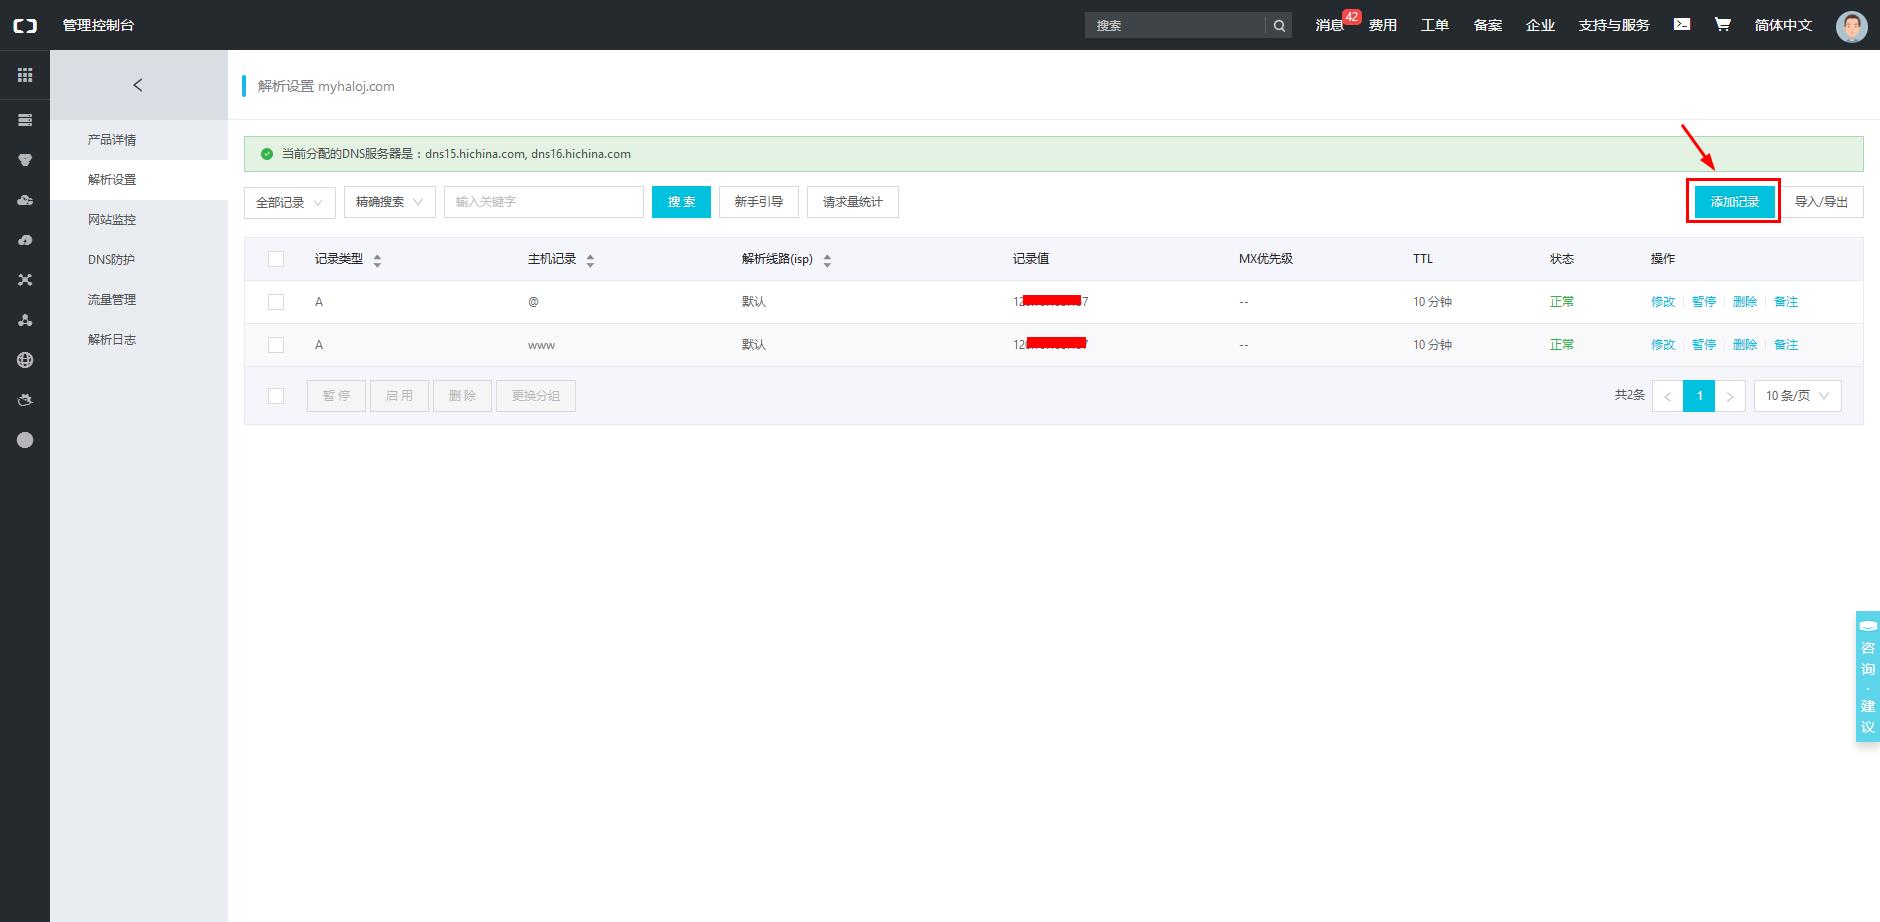 管理控制台
搜索
消息 42 费用 工单 备案 企业 支持与服务 简体中文
产品详情
解析设置
网站监控
DNS防护
流量管理
解析日志
解析设置 myhaloj.com
当前分配的DNS服务器是：dns15.hichina.com, dns16.hichina.com
全部记录 精确搜索 输入关键字 搜 索 新手引导 请求量统计 添加记录 导入/导出
记录类型 主机记录 解析线路(isp) 记录值 MX优先级 TTL 状态 操作
A @ 默认 -- 10 分钟 正常 修改 暂停 删除 备注
A www 默认 -- 10 分钟 正常 修改 暂停 删除 备注
暂 停 启 用 删 除 更换分组 共2条 < 1 > 10 条/页
咨询·建议